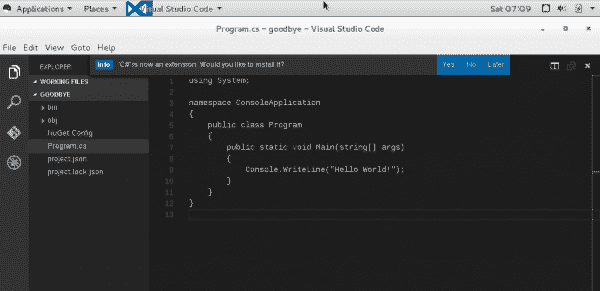 Applications Places Visual Studio Code Sat 07:09
Program.cs - goodbye - Visual Studio Code
File Edit View Goto Help
EXPLORER Info 'C#' is now an extension. Would you like to install it? Yes No Later
WORKING FILES
GOODBYE
bin
obj
NuGet.Config
Program.cs
project.json
project.lock.json
1 using System;
2
3 namespace ConsoleApplication
4 {
5 public class Program
6 {
7 public static void Main(string[] args)
8 {
9 Console.WriteLine("Hello World!");
10 }
11 }
12 }
13